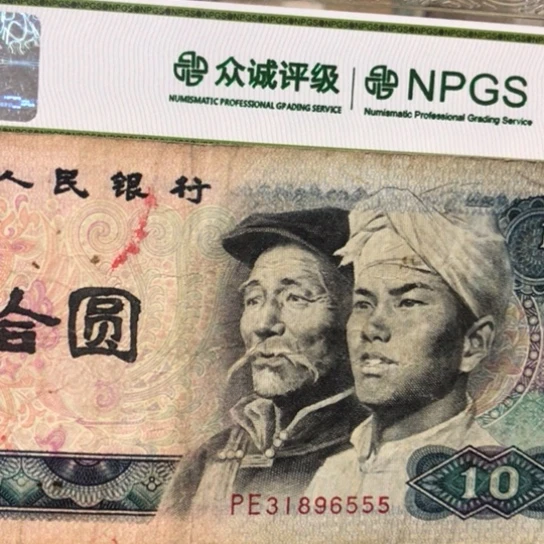 众诚评级
NUMISMATIC PROFESSIONAL GPADING SERVICE
NPGS
Numismatic Professional Grading Service
人民银行
拾圆
PE31896555
10